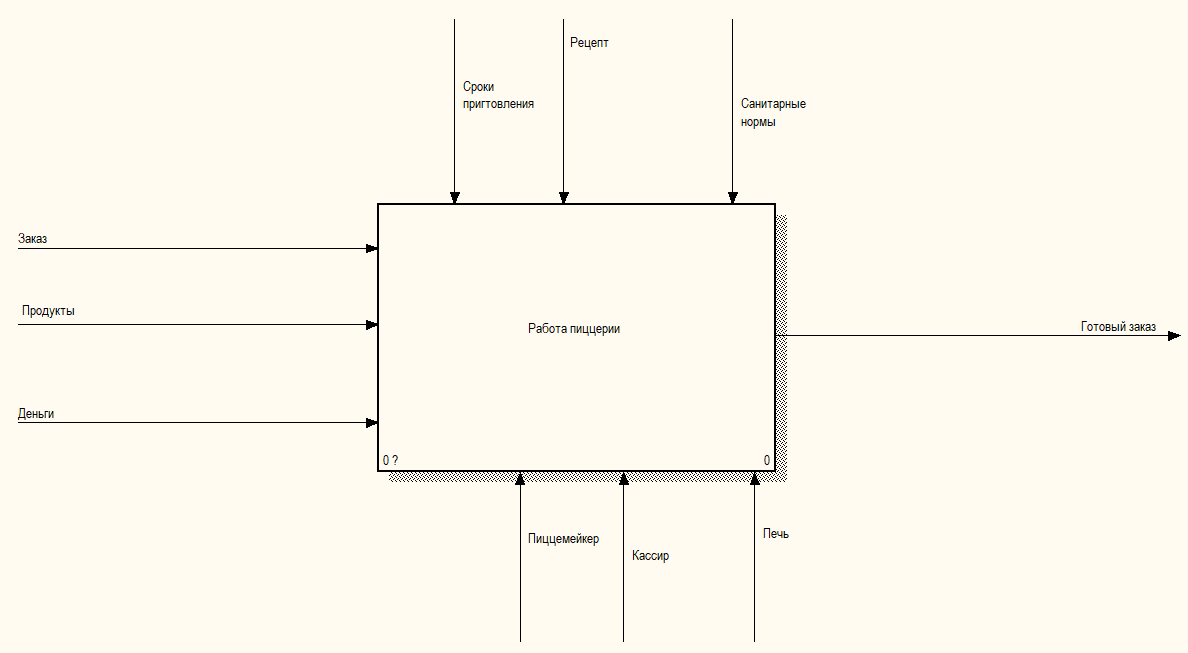 Рецепт
Сроки
пригтовления
Санитарные
нормы
Заказ
Продукты
Деньги
Работа пиццерии
Готовый заказ
0 ?
0
Пиццемейкер
Кассир
Печь